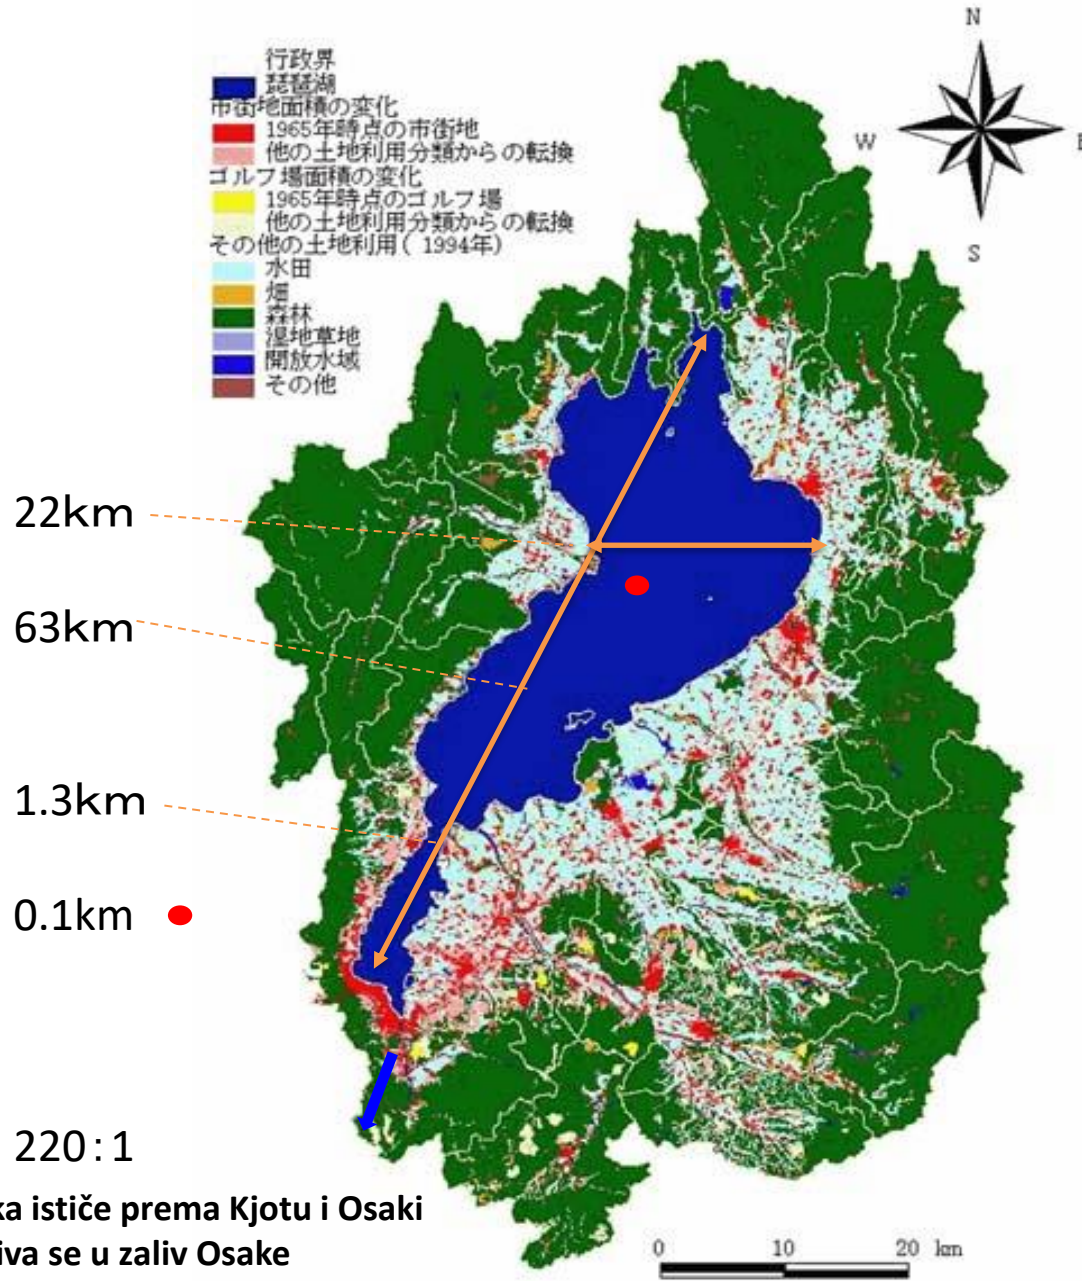 行政界
琵琶湖
市街地面積の変化
1965年時点の市街地
他の土地利用分類からの転換
ゴルフ場面積の変化
1965年時点のゴルフ場
他の土地利用分類からの転換
その他の土地利用( 1994年)
水田
畑
森林
湿地草地
開放水域
その他
N
W
E
S
22km
63km
1.3km
0.1km
220:1
ističe prema Kjotu i Osaki
se u zaliv Osake
0 10 20 km